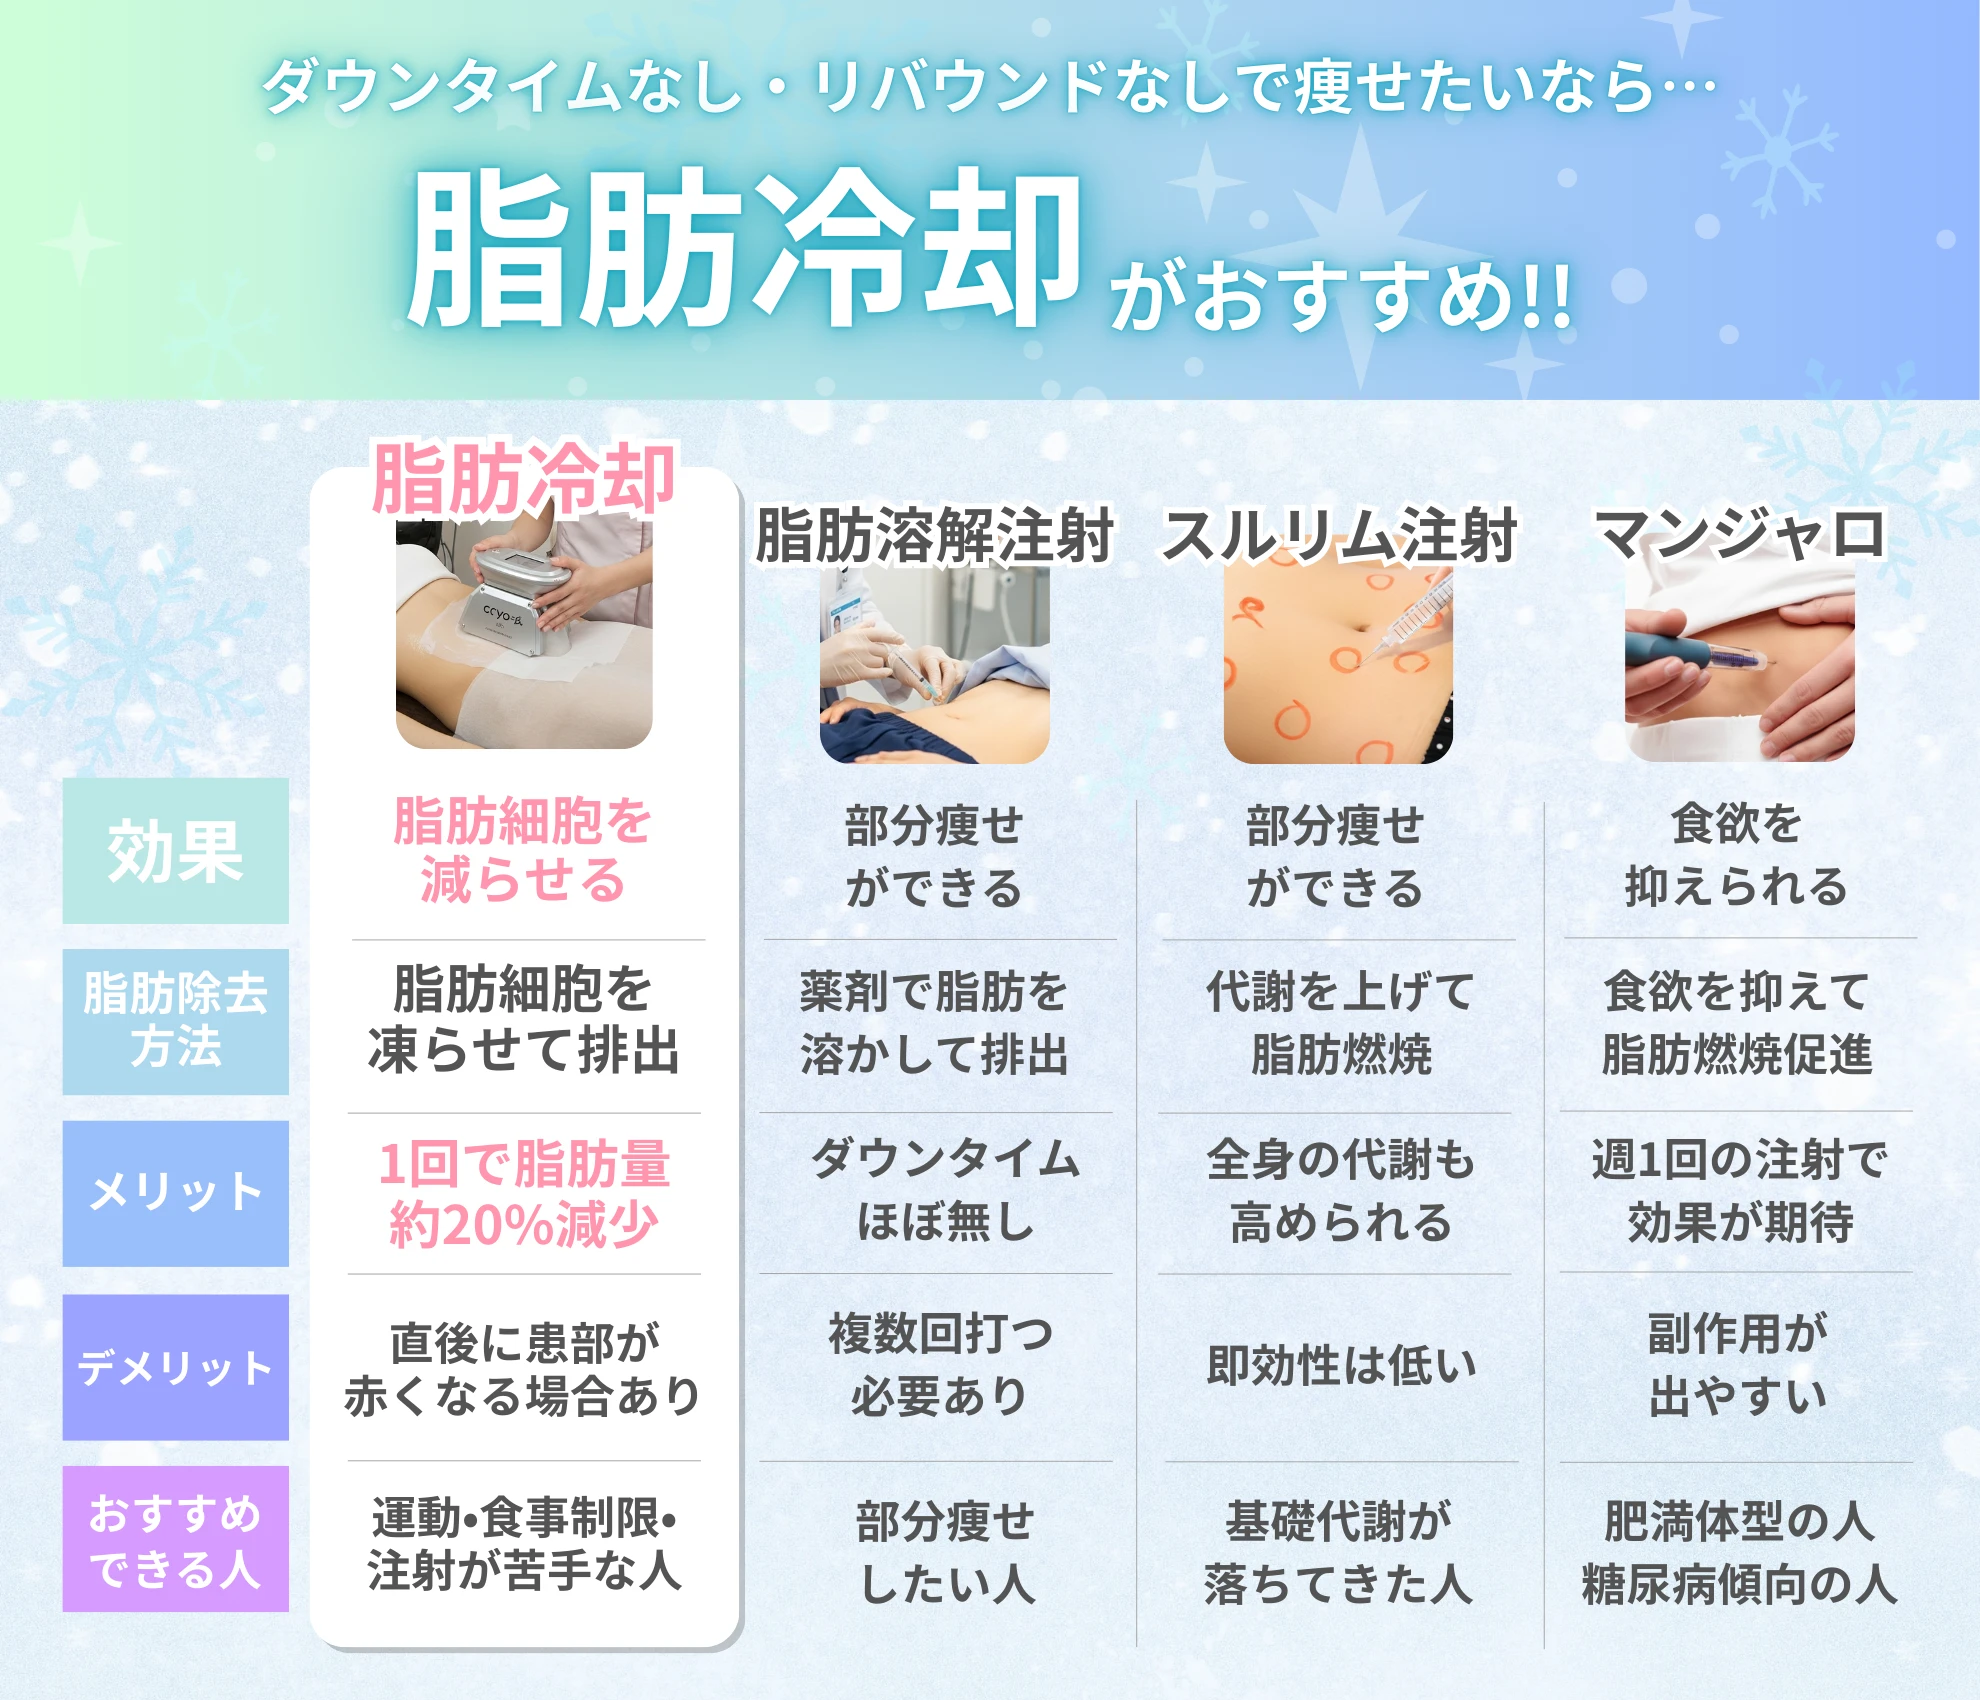 ダウンタイムなし・リバウンドなしで痩せたいなら…
脂肪冷却がおすすめ!!
脂肪冷却
脂肪溶解注射
スルリム注射
マンジャロ
効果
脂肪細胞を
減らせる
部分痩せ
ができる
部分痩せ
ができる
食欲を
抑えられる
脂肪除去
方法
脂肪細胞を
凍らせて排出
薬剤で脂肪を
溶かして排出
代謝を上げて
脂肪燃焼
食欲を抑えて
脂肪燃焼促進
メリット
1回で脂肪量
約20%減少
ダウンタイム
ほぼ無し
全身の代謝も
高められる
週1回の注射で
効果が期待
デメリット
直後に患部が
赤くなる場合あり
複数回打つ
必要あり
即効性は低い
副作用が
出やすい
おすすめ
できる人
運動•食事制限•
注射が苦手な人
部分痩せ
したい人
基礎代謝が
落ちてきた人
肥満体型の人
糖尿病傾向の人